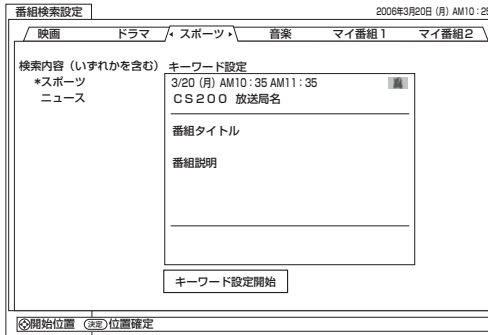 番組検索設定 2006年3月20日 (月) AM10:25
映画 ドラマ スポーツ 音楽 マイ番組1 マイ番組2
検索内容（いずれかを含む） キーワード設定
*スポーツ
ニュース
3/20 (月) AM10:35 AM11:35
CS200 放送局名
番組タイトル
番組説明
キーワード設定開始
開始位置 決定 位置確定